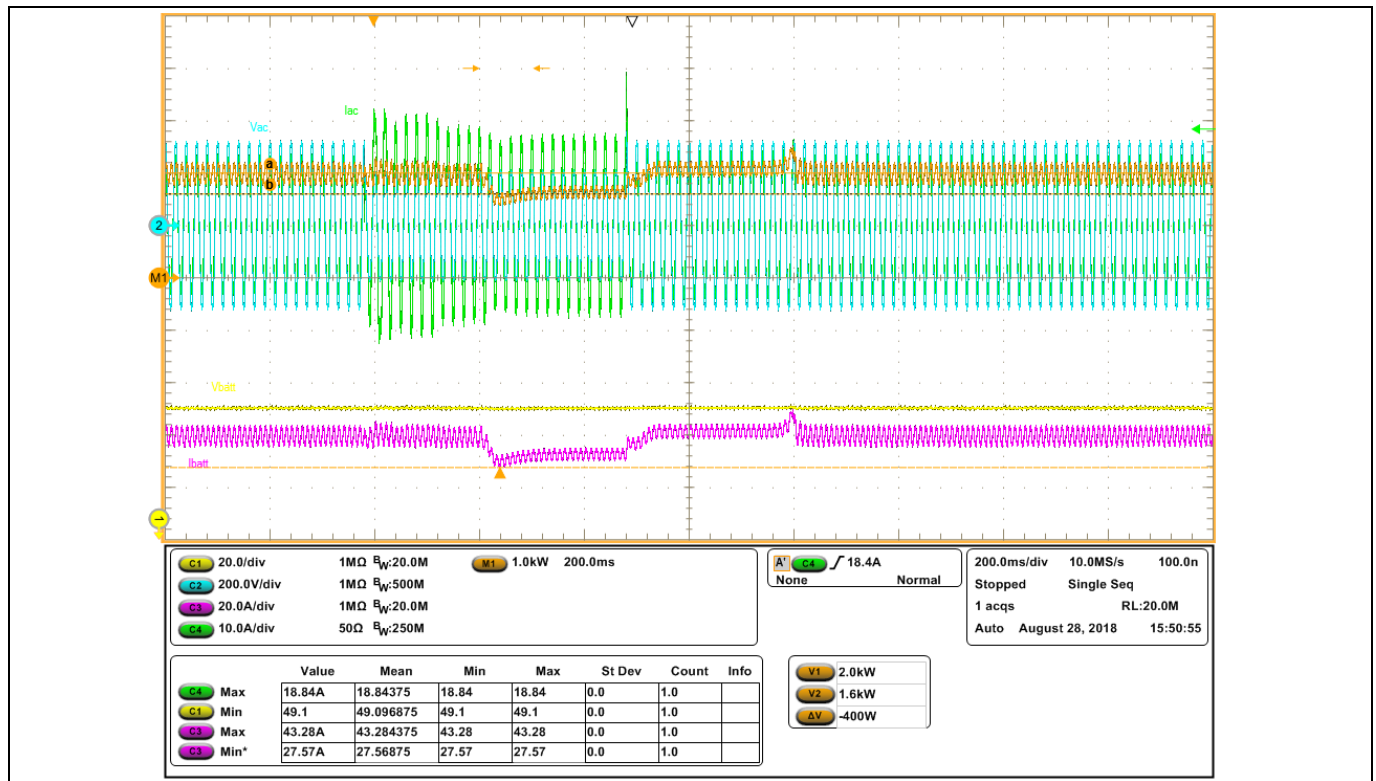 Iac
Vac
a
b
2
M1
Vbatt
Ibatt
1
C1 20.0/div 1MΩ BW:20.0M M1 1.0kW 200.0ms
C2 200.0V/div 1MΩ BW:500M
C3 20.0A/div 1MΩ BW:20.0M
C4 10.0A/div 50Ω BW:250M
A' C4 18.4A
None Normal
200.0ms/div 10.0MS/s 100.0n
Stopped Single Seq
1 acqs RL:20.0M
Auto August 28, 2018 15:50:55
Value Mean Min Max St Dev Count Info
C4 Max 18.84A 18.84375 18.84 18.84 0.0 1.0
C1 Min 49.1 49.096875 49.1 49.1 0.0 1.0
C3 Max 43.28A 43.284375 43.28 43.28 0.0 1.0
C3 Min* 27.57A 27.56875 27.57 27.57 0.0 1.0
V1 2.0kW
V2 1.6kW
ΔV -400W